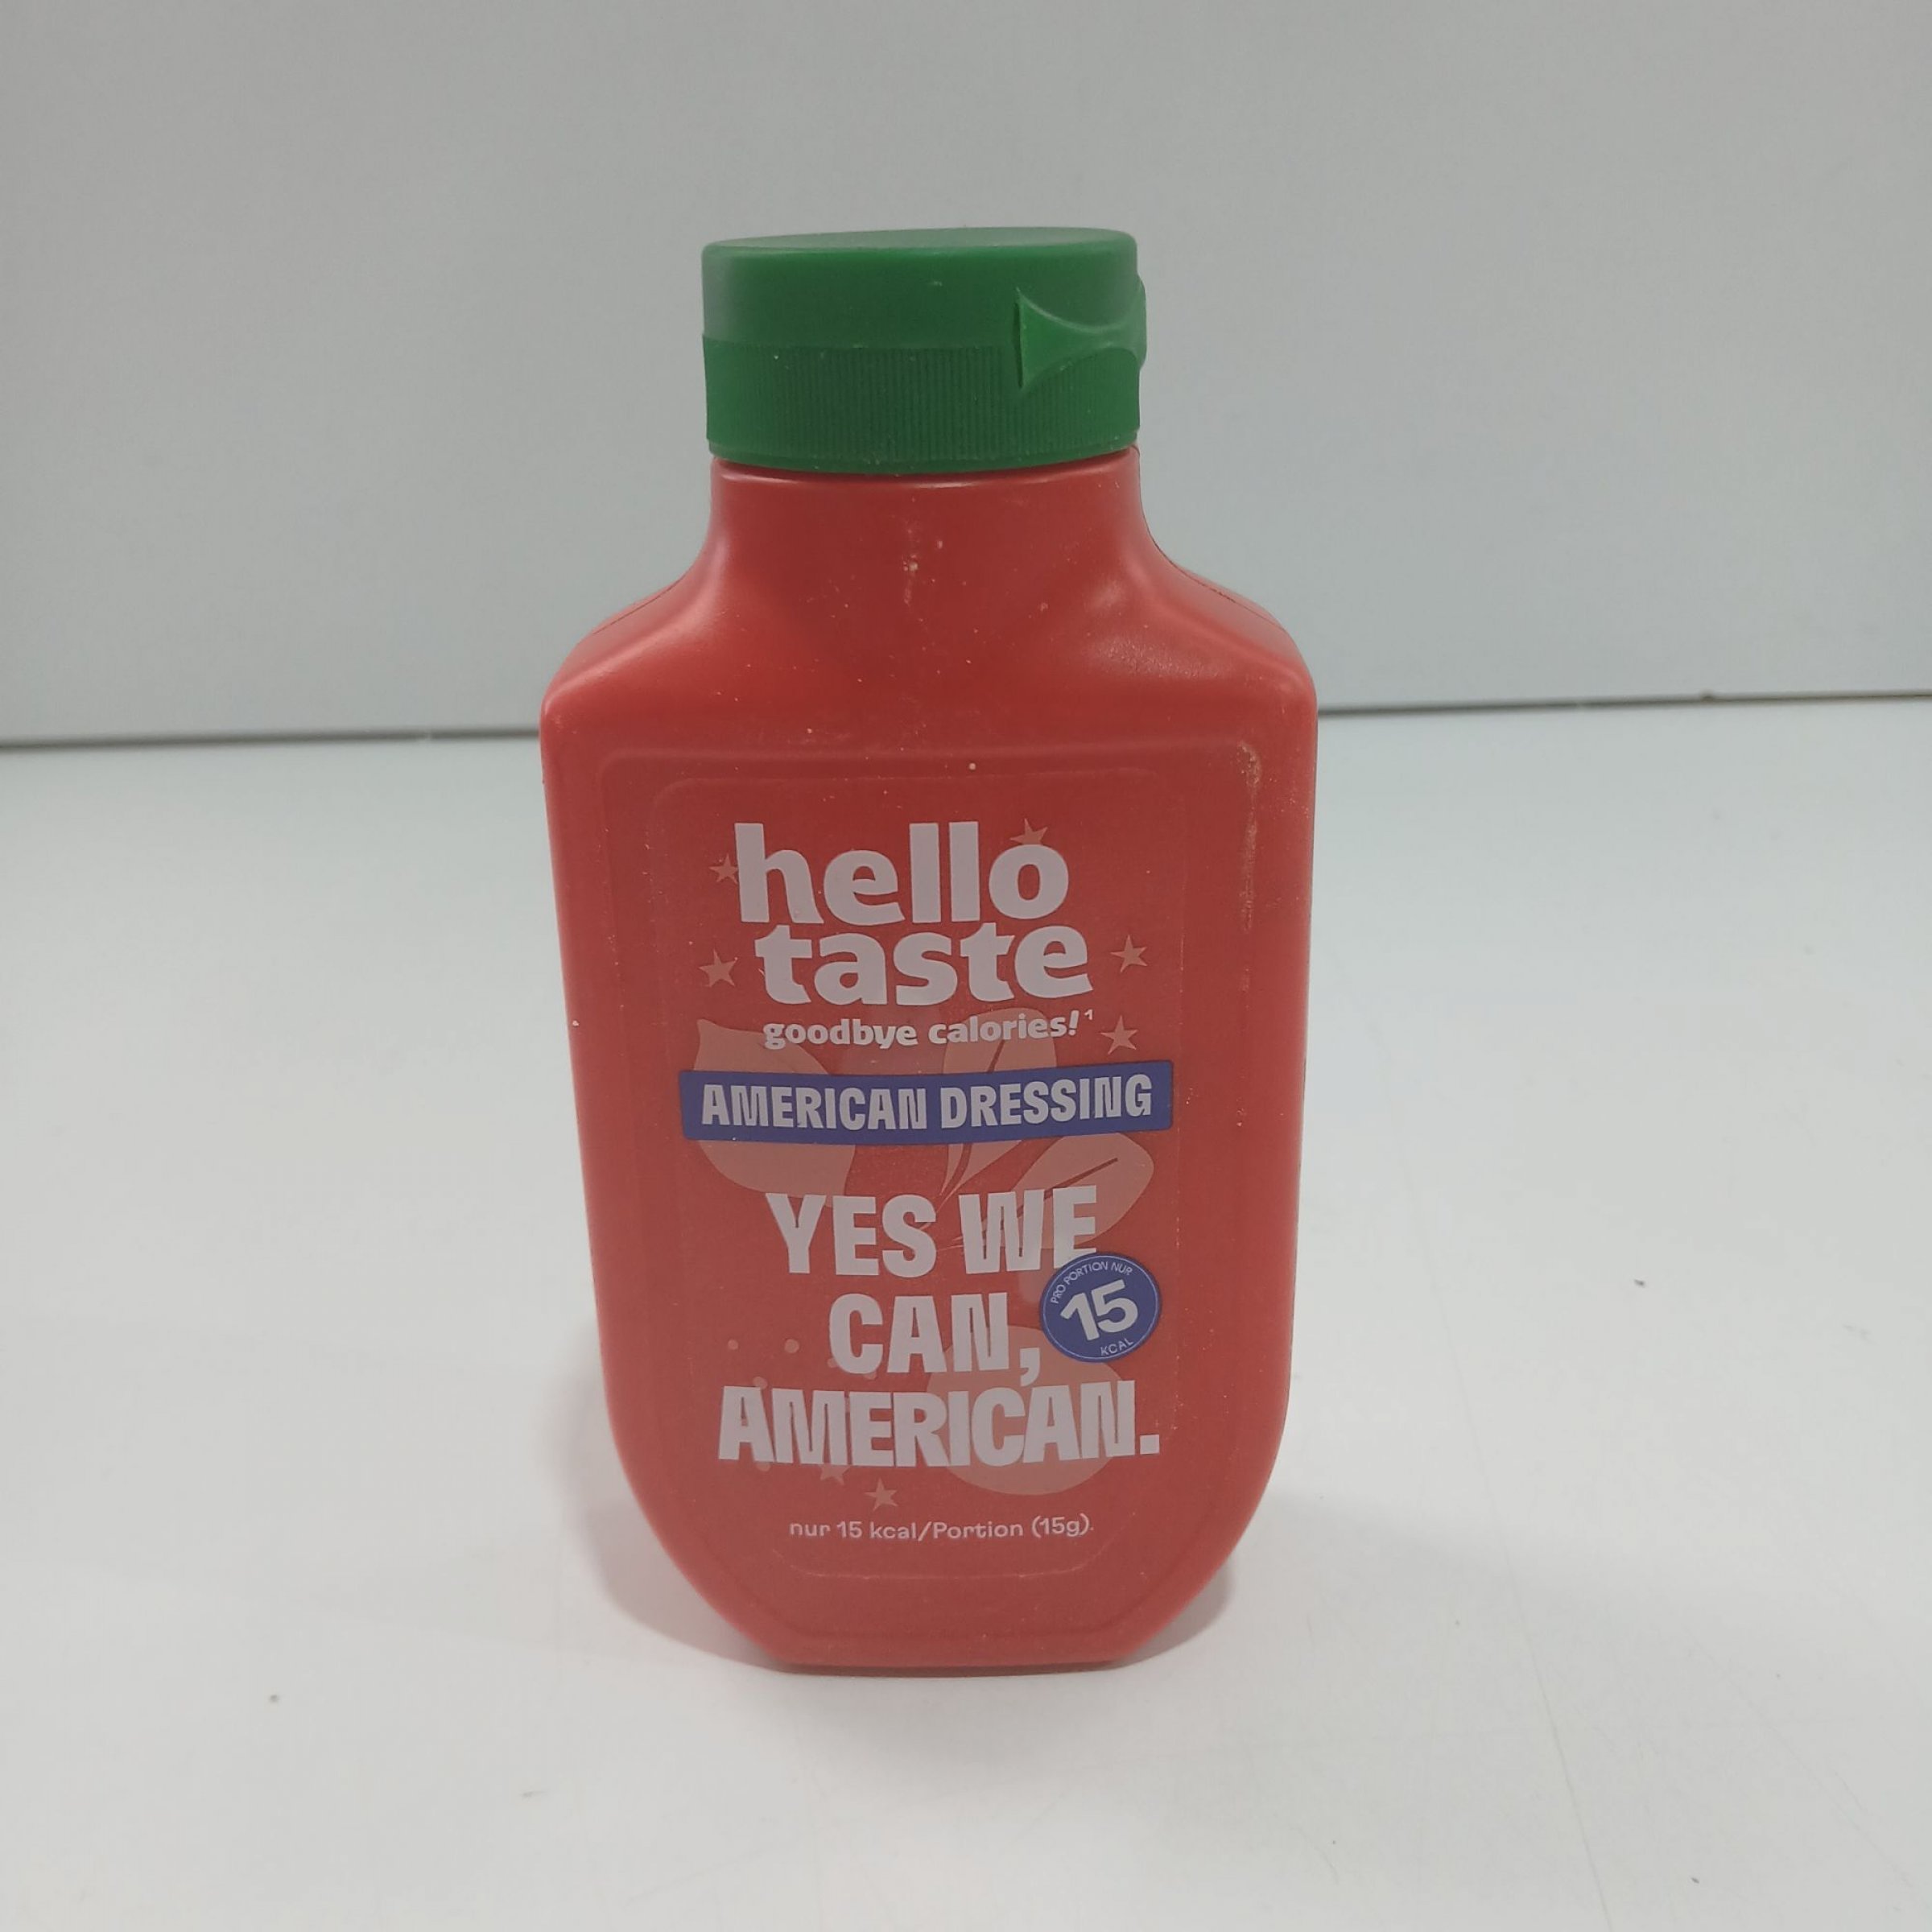 hello
taste
goodbye calories!¹
AMERICAN DRESSING
YES WE
CAN,
AMERICAN.
PRO PORTION NUR
15
KCAL
nur 15 kcal/Portion (15g).